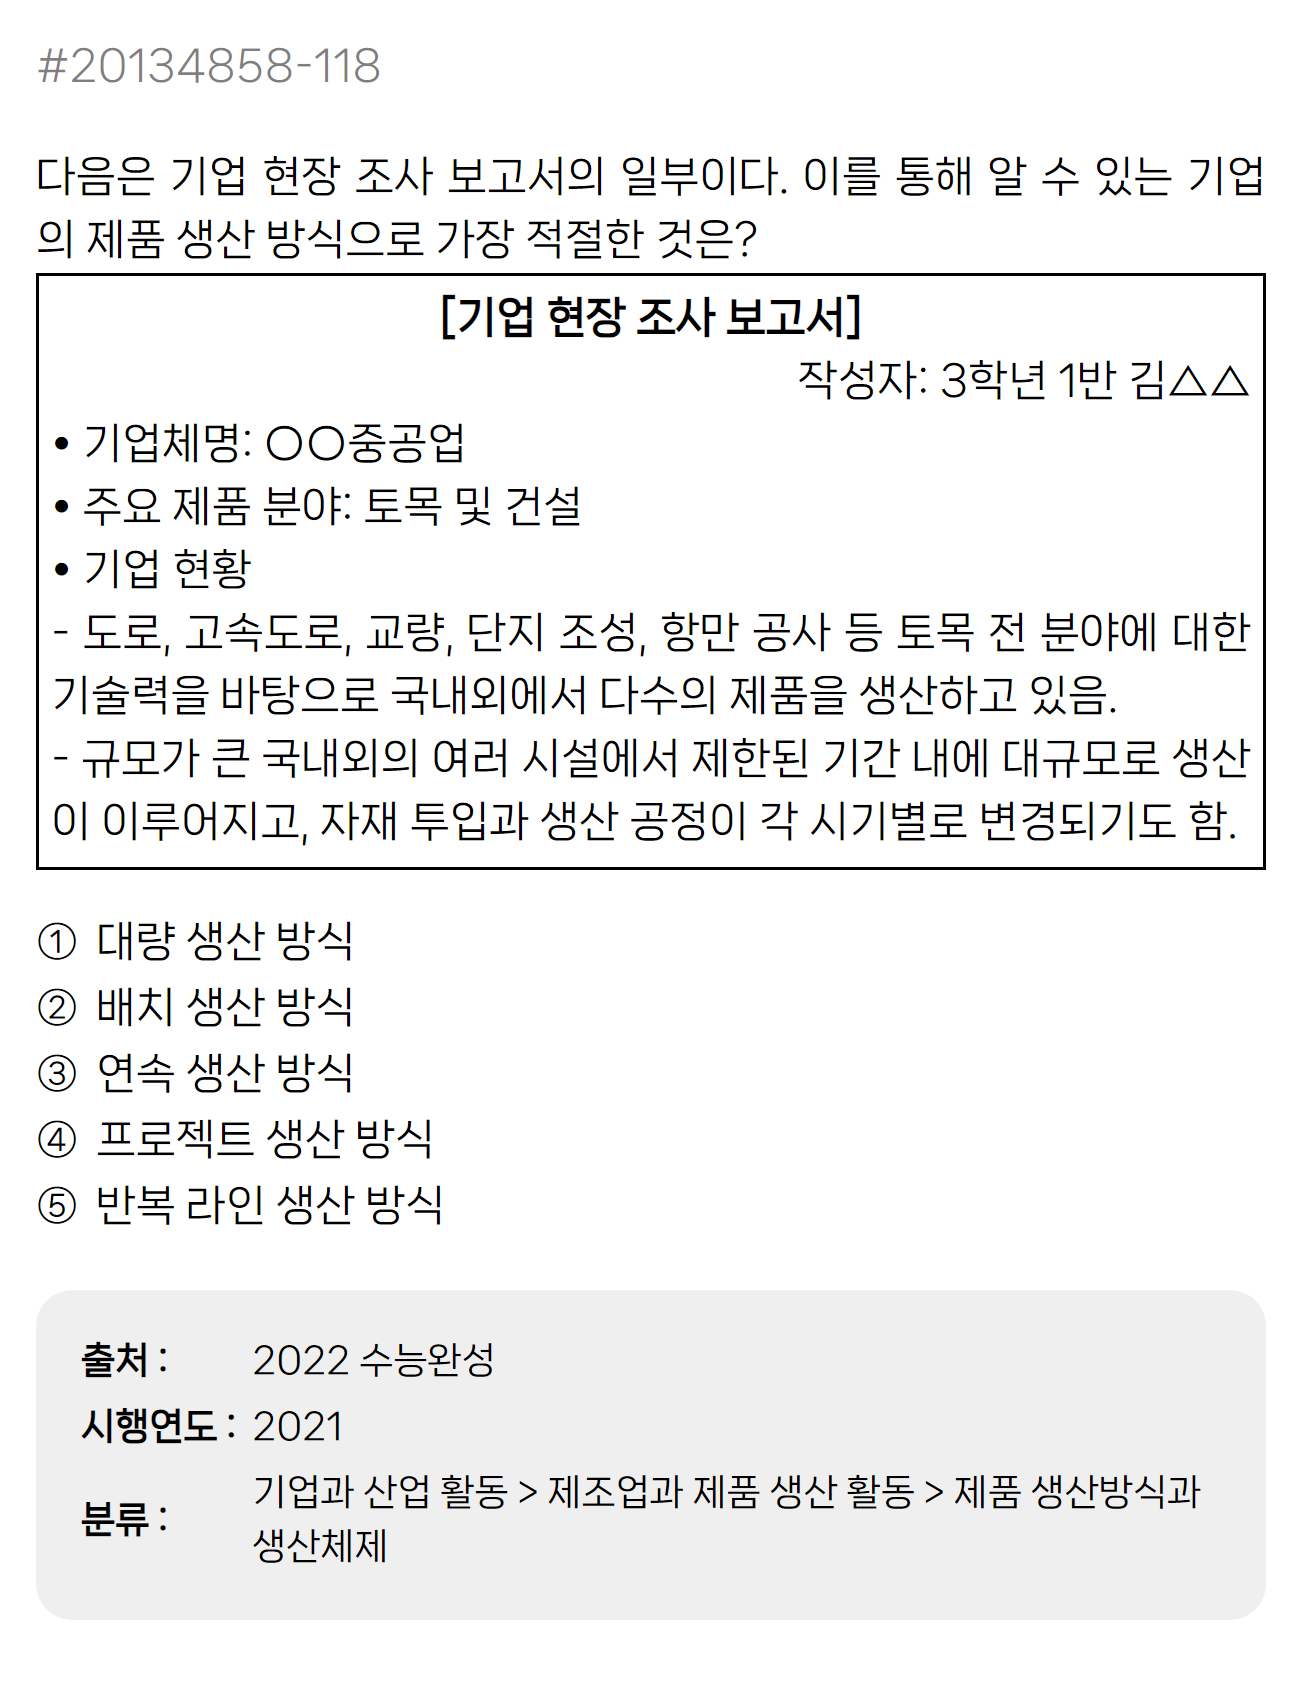 #20134858-118
다음은 기업 현장 조사 보고서의 일부이다. 이를 통해 알 수 있는 기업
의 제품 생산 방식으로 가장 적절한 것은?
[기업 현장 조사 보고서]
작성자: 3학년 1반 김△△
• 기업체명: ○○중공업
• 주요 제품 분야: 토목 및 건설
• 기업 현황
- 도로, 고속도로, 교량, 단지 조성, 항만 공사 등 토목 전 분야에 대한
기술력을 바탕으로 국내외에서 다수의 제품을 생산하고 있음.
- 규모가 큰 국내외의 여러 시설에서 제한된 기간 내에 대규모로 생산
이 이루어지고, 자재 투입과 생산 공정이 각 시기별로 변경되기도 함.
① 대량 생산 방식
② 배치 생산 방식
③ 연속 생산 방식
④ 프로젝트 생산 방식
⑤ 반복 라인 생산 방식
출처 : 2022 수능완성
시행연도 : 2021
분류 : 기업과 산업 활동 > 제조업과 제품 생산 활동 > 제품 생산방식과
생산체제